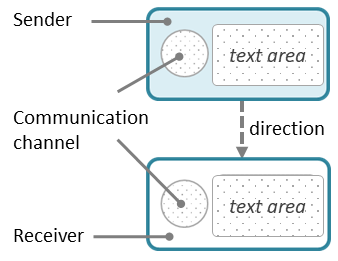 Sender
text area
Communication
channel
direction
text area
Receiver